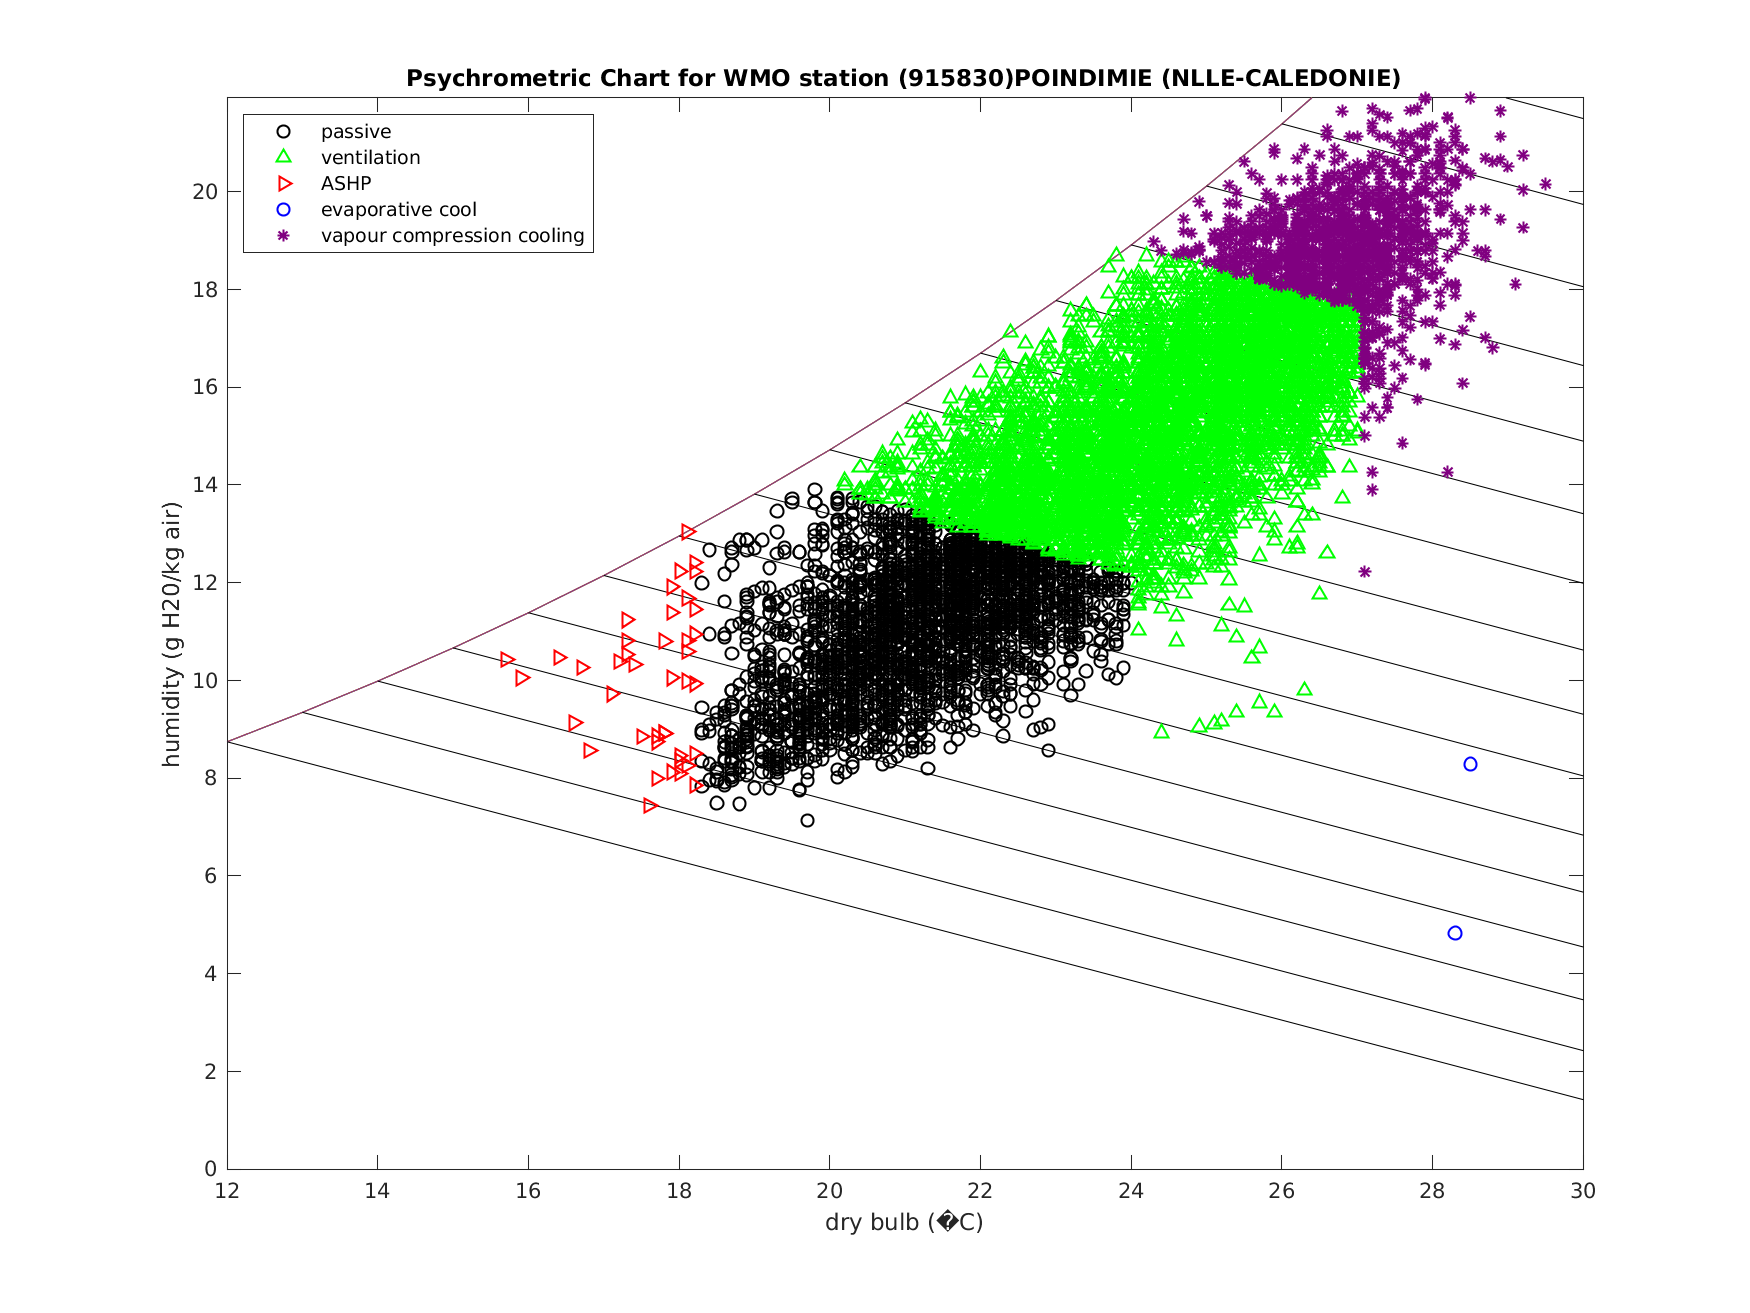 Psychrometric Chart for WMO station (915830)POINDIMIE (NLLE-CALEDONIE)
passive
ventilation
ASHP
evaporative cool
vapour compression cooling
humidity (g H20/kg air)
20
18
16
14
12
10
8
6
4
2
0
12 14 16 18 20 22 24 26 28 30
dry bulb (�C)